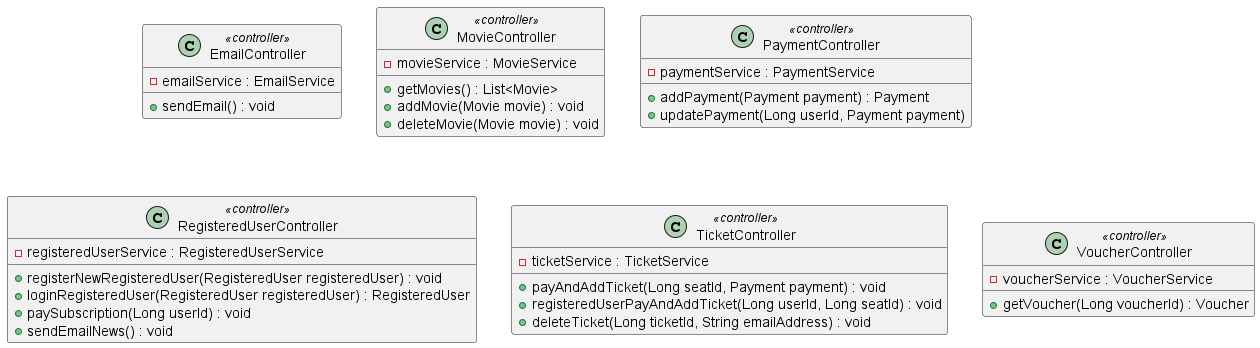 C
«controller»
EmailController
emailService : EmailService
sendEmail() : void
C
«controller»
MovieController
movieService : MovieService
getMovies() : List<Movie>
addMovie(Movie movie) : void
deleteMovie(Movie movie) : void
C
«controller»
PaymentController
paymentService : PaymentService
addPayment(Payment payment) : Payment
updatePayment(Long userId, Payment payment)
C
«controller»
RegisteredUserController
registeredUserService : RegisteredUserService
registerNewRegisteredUser(RegisteredUser registeredUser) : void
loginRegisteredUser(RegisteredUser registeredUser) : RegisteredUser
paySubscription(Long userId) : void
sendEmailNews() : void
C
«controller»
TicketController
ticketService : TicketService
payAndAddTicket(Long seatId, Payment payment) : void
registeredUserPayAndAddTicket(Long userId, Long seatId) : void
deleteTicket(Long ticketId, String emailAddress) : void
C
«controller»
VoucherController
voucherService : VoucherService
getVoucher(Long voucherId) : Voucher